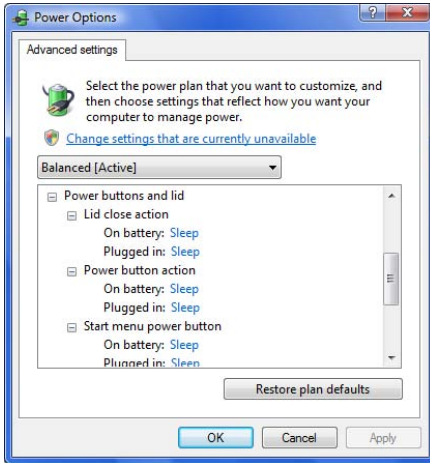 Power Options
Advanced settings
Select the power plan that you want to customize, and
then choose settings that reflect how you want your
computer to manage power.
Change settings that are currently unavailable
Balanced [Active]
Power buttons and lid
Lid close action
On battery: Sleep
Plugged in: Sleep
Power button action
On battery: Sleep
Plugged in: Sleep
Start menu power button
On battery: Sleep
Plugged in: Sleep
Restore plan defaults
OK Cancel Apply